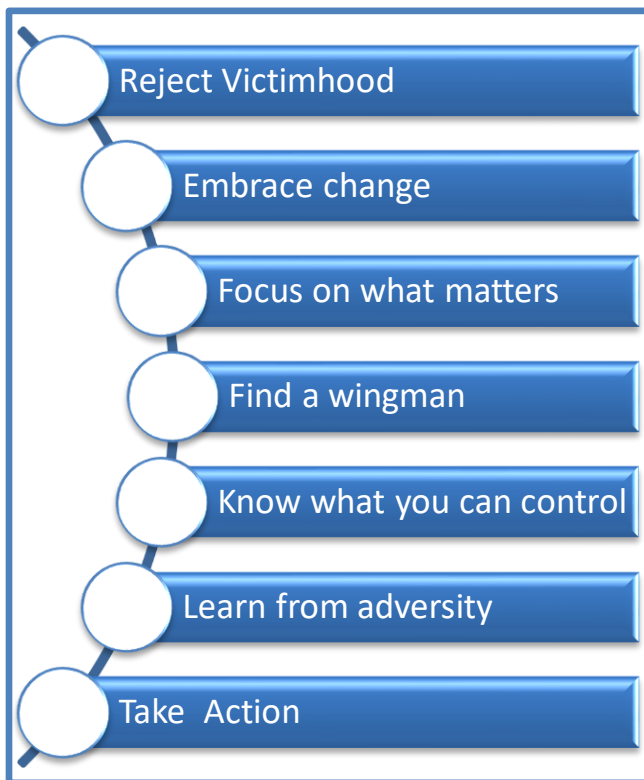 Reject Victimhood
Embrace change
Focus on what matters
Find a wingman
Know what you can control
Learn from adversity
Take  Action